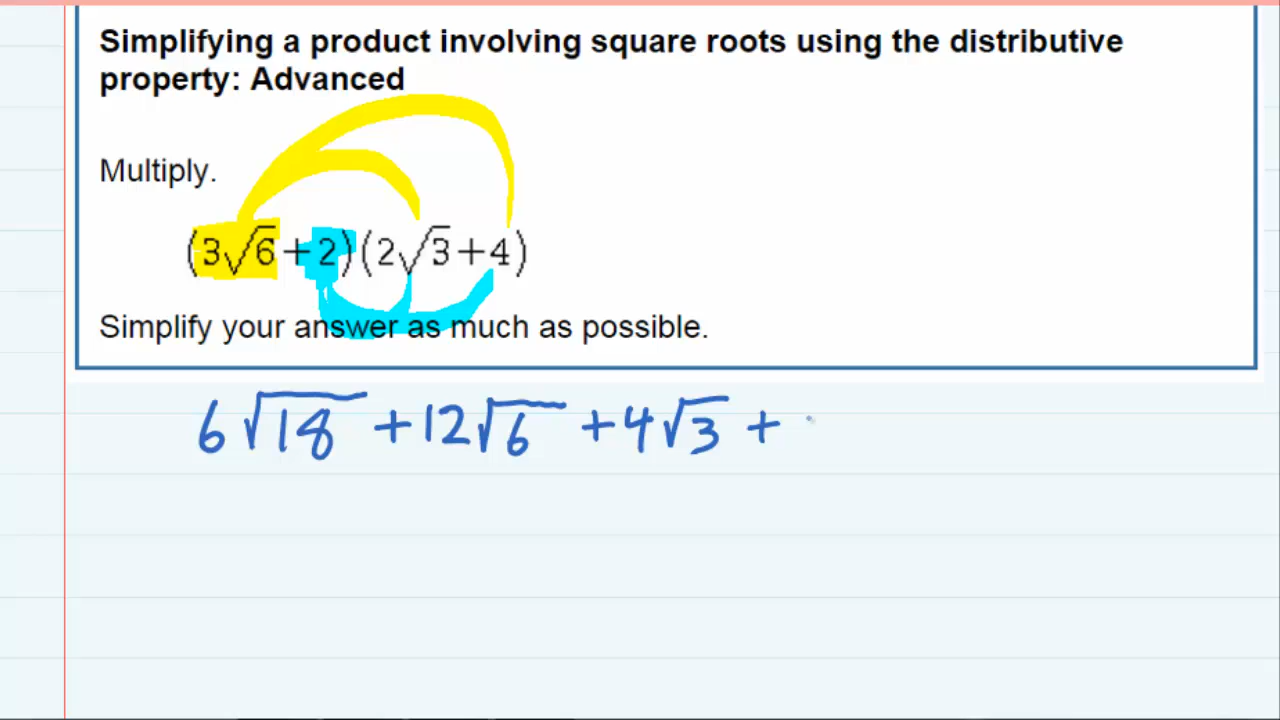 Simplifying a product involving square roots using the distributive
property: Advanced
Multiply.
(3√6+2)(2√3+4)
Simplify your answer as much as possible.
6√18 +12√6 +4√3 +